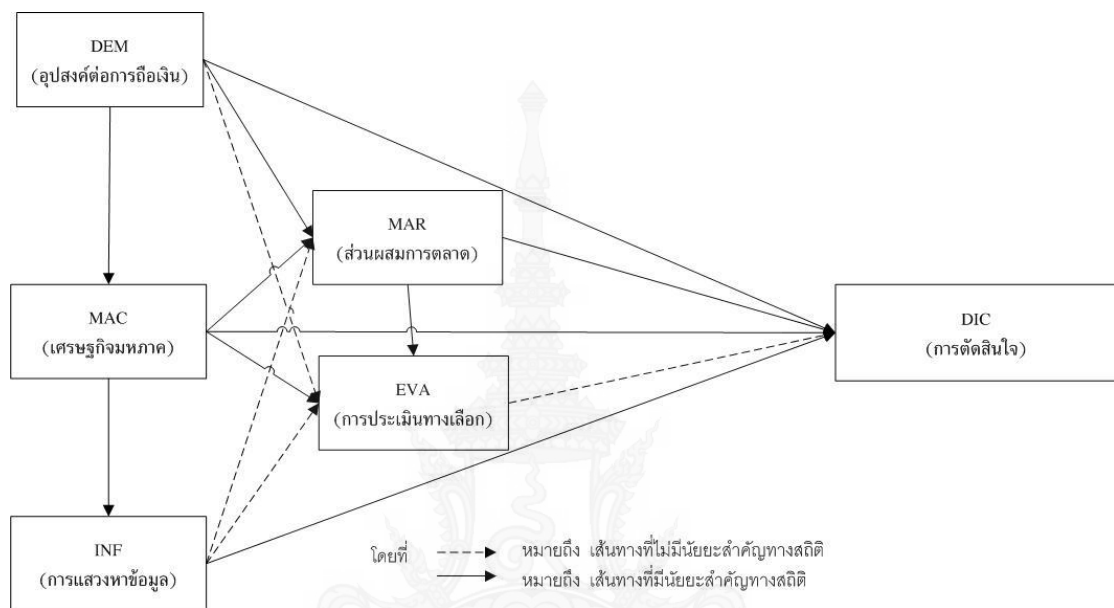 DEM
(อุปสงค์ต่อการถือเงิน)
MAR
(ส่วนผสมการตลาด)
MAC
(เศรษฐกิจมหภาค)
DIC
(การตัดสินใจ)
EVA
(การประเมินทางเลือก)
INF
(การแสวงหาข้อมูล)
โดยที่ หมายถึง เส้นทางที่ไม่มีนัยยะสำคัญทางสถิติ
หมายถึง เส้นทางที่มีนัยยะสำคัญทางสถิติ